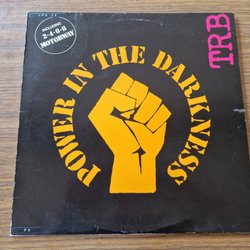 INCLUDING
2-4-6-8
MOTORWAY
TRB
POWER IN THE DARKNESS